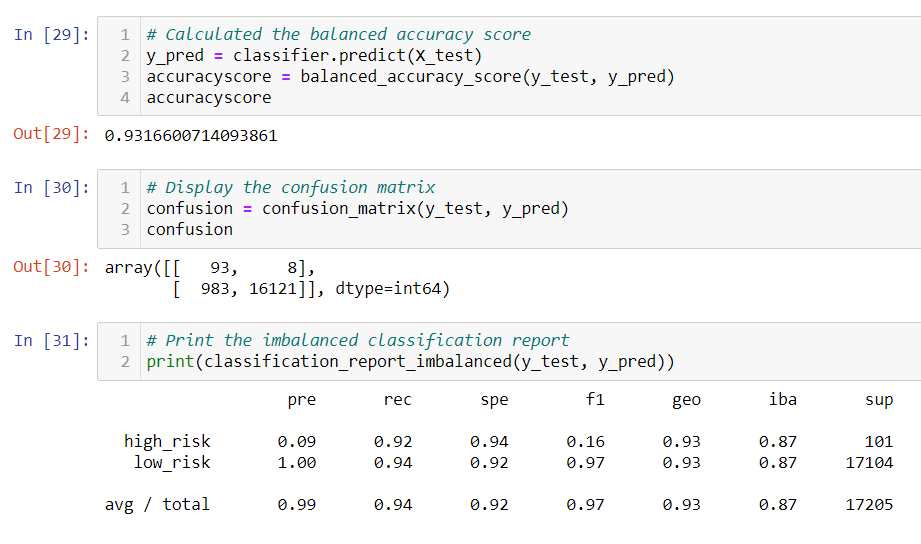 In [29]:
1 # Calculated the balanced accuracy score
2 y_pred = classifier.predict(X_test)
3 accuracyscore = balanced_accuracy_score(y_test, y_pred)
4 accuracyscore
Out[29]: 0.9316600714093861
In [30]:
1 # Display the confusion matrix
2 confusion = confusion_matrix(y_test, y_pred)
3 confusion
Out[30]: array([[   93,     8],
       [  983, 16121]], dtype=int64)
In [31]:
1 # Print the imbalanced classification report
2 print(classification_report_imbalanced(y_test, y_pred))
pre rec spe f1 geo iba sup
high_risk 0.09 0.92 0.94 0.16 0.93 0.87 101
low_risk 1.00 0.94 0.92 0.97 0.93 0.87 17104
avg / total 0.99 0.94 0.92 0.97 0.93 0.87 17205